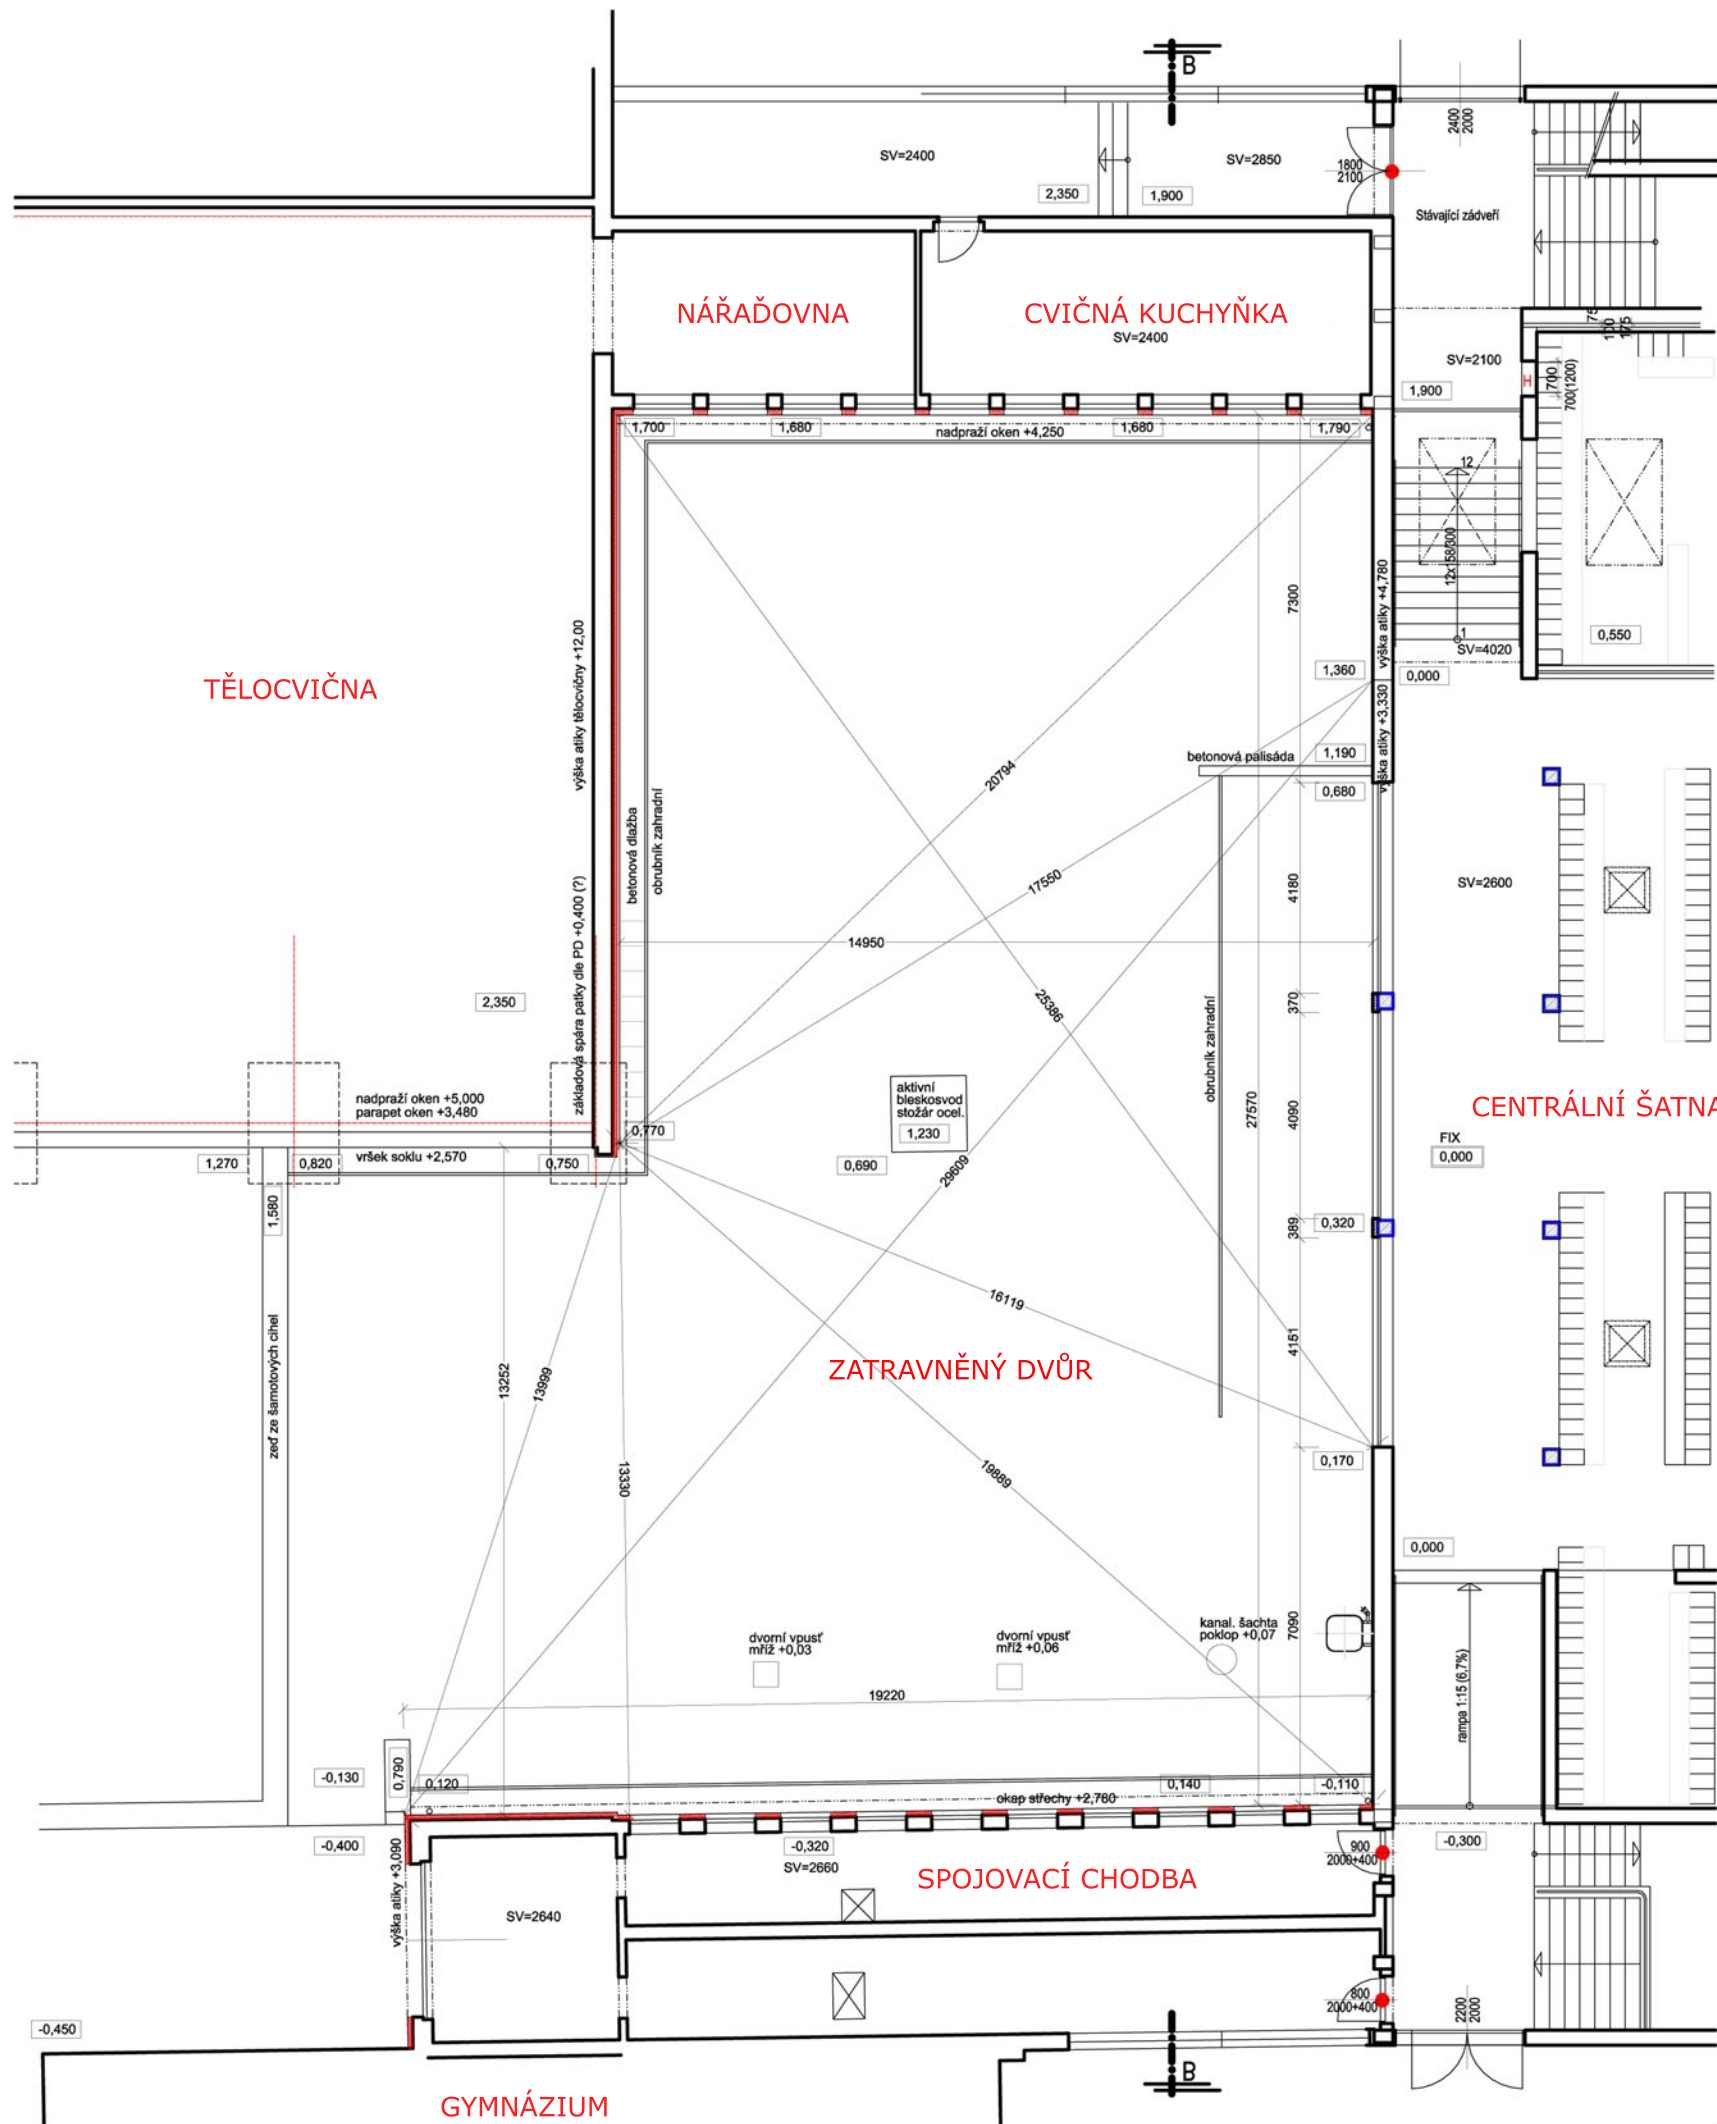 B
2400
2000
SV=2400
SV=2850
1800
2100
2,350
1,900
Stávající zádveří
NÁŘAĎOVNA
CVIČNÁ KUCHYŇKA
SV=2400
75
100
175
SV=2100
H
700
700(1200)
1,900
1,700
1,680
nadpraží oken +4,250
1,680
1,790
12
12x158/300
1
SV=4020
0,550
7300
výška atiky +4,780
1,360
0,000
výška atiky +3,330
TĚLOCVIČNA
výška atiky tělocvičny +12,00
betonová palisáda
1,190
0,680
20794
betonová dlažba
obrubník zahradní
17550
4180
SV=2600
základová spára patky dle PD +0,400 (?)
14950
2,350
25386
370
obrubník zahradní
nadpraží oken +5,000
parapet oken +3,480
aktivní
bleskosvod
stožár ocel.
1,230
4090
27570
CENTRÁLNÍ ŠATNA
0,770
FIX
0,000
1,270
0,820
vršek soklu +2,570
0,750
0,690
29609
1,580
389
0,320
16119
zeď ze šamotových cihel
13252
13999
4151
ZATRAVNĚNÝ DVŮR
13330
19889
0,170
0,000
dvorní vpusť
mříž +0,03
dvorní vpusť
mříž +0,06
kanal. šachta
poklop +0,07
7090
rampa 1:15 (6,7%)
19220
-0,130
0,790
0,120
0,140
-0,110
okap střechy +2,780
-0,400
výška atiky +3,090
-0,320
SV=2660
900
2000+400
-0,300
SPOJOVACÍ CHODBA
SV=2640
800
2000+400
2200
2000
-0,450
B
GYMNÁZIUM